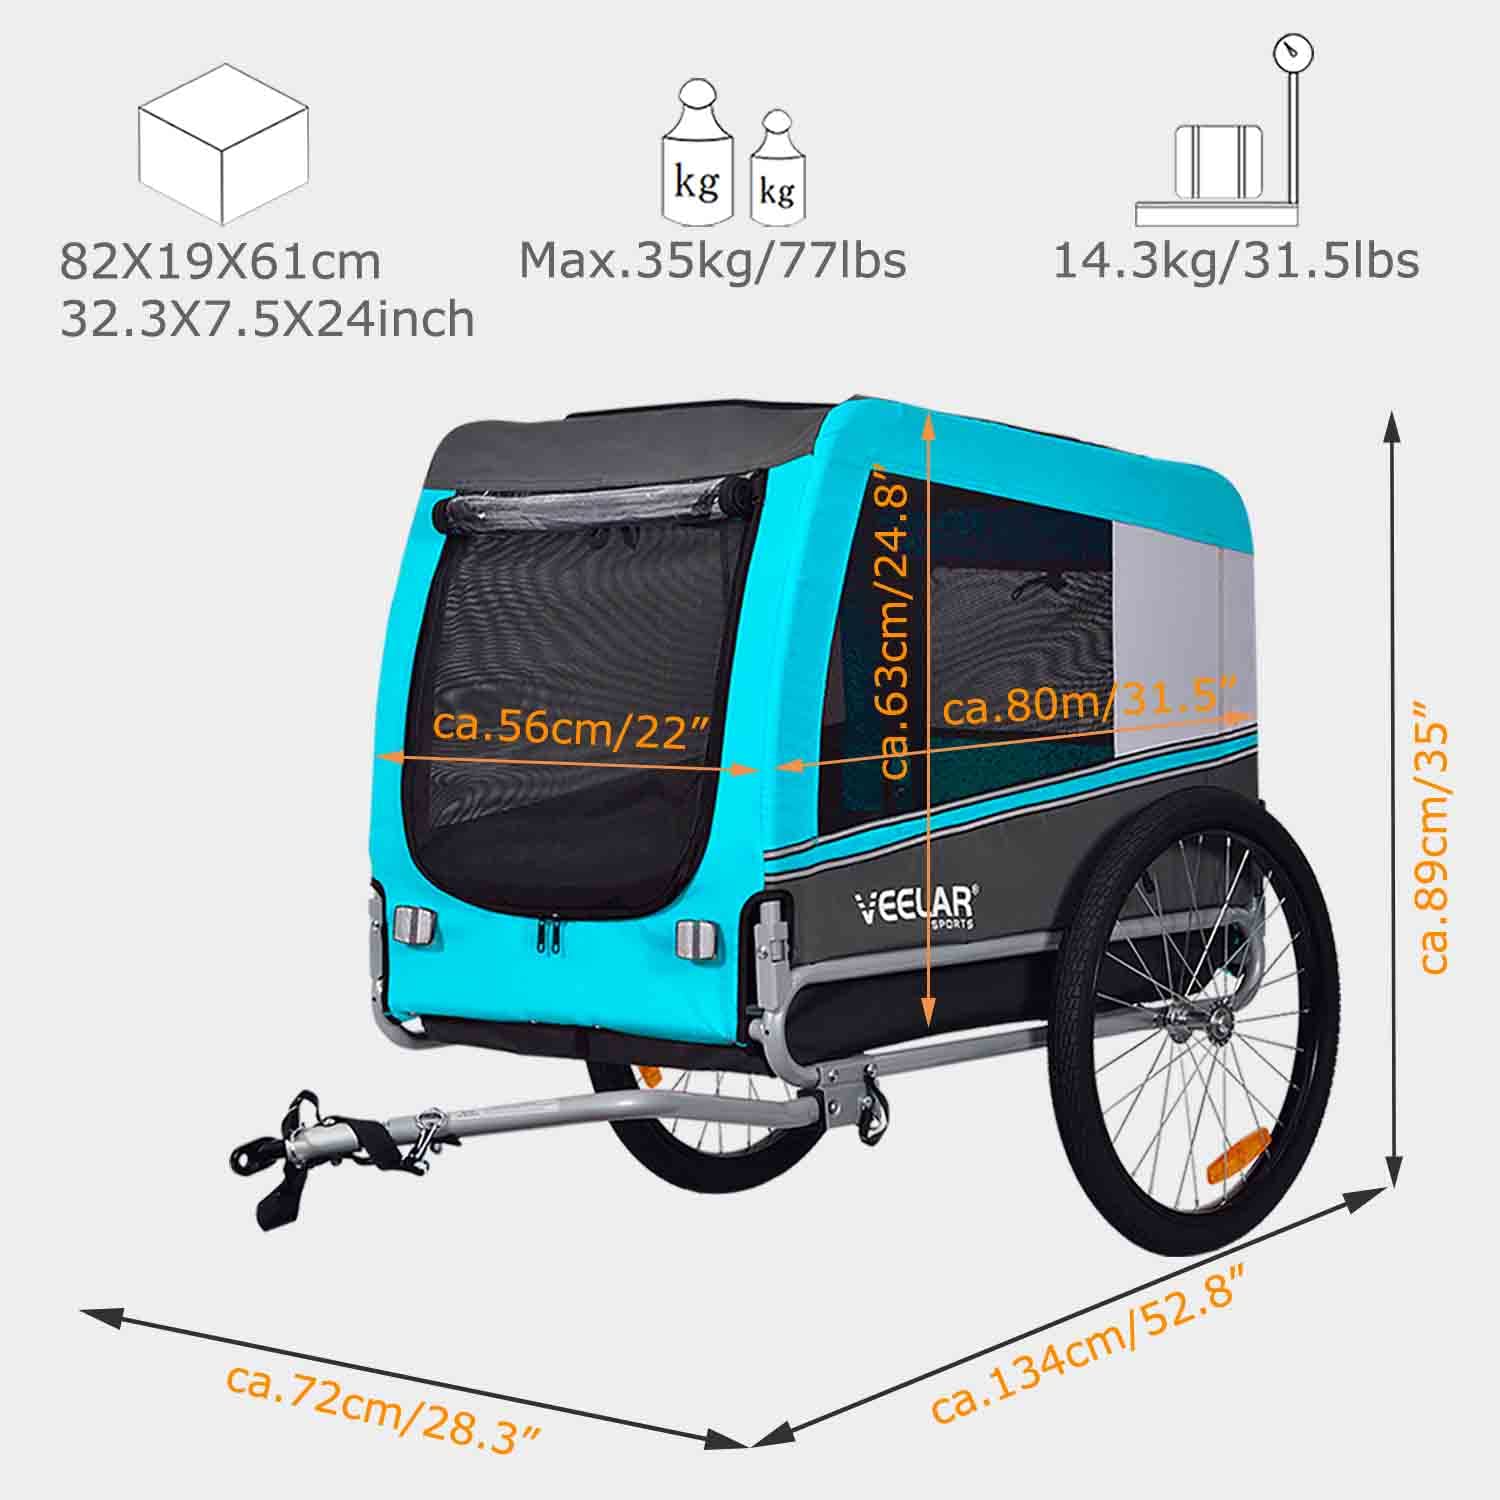 82X19X61cm
32.3X7.5X24inch
kg
kg
Max.35kg/77lbs
14.3kg/31.5lbs
ca.63cm/24.8”
ca.56cm/22”
ca.80m/31.5”
ca.89cm/35”
VEELAR®
SPORTS
ca.72cm/28.3”
ca.134cm/52.8”